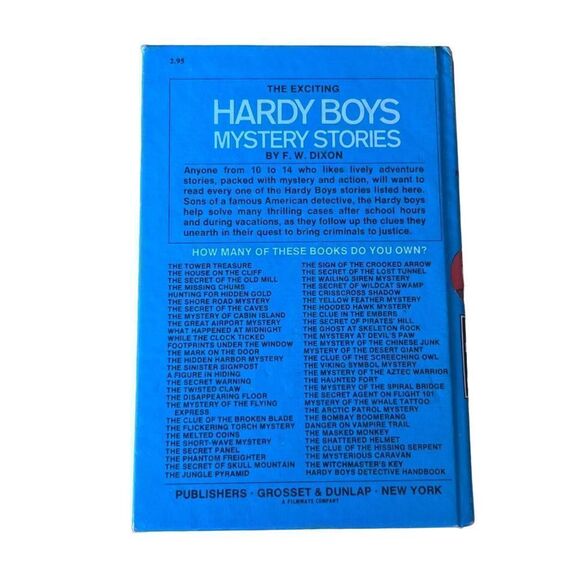 2.95
THE EXCITING
HARDY BOYS
MYSTERY STORIES
BY F. W. DIXON
Anyone from 10 to 14 who likes lively adventure
stories, packed with mystery and action, will want to
read every one of the Hardy Boys stories listed here.
Sons of a famous American detective, the Hardy boys
help solve many thrilling cases after school hours
and during vacations, as they follow up the clues they
unearth in their quest to bring criminals to justice.
HOW MANY OF THESE BOOKS DO YOU OWN?
THE TOWER TREASURE
THE HOUSE ON THE CLIFF
THE SECRET OF THE OLD MILL
THE MISSING CHUMS
HUNTING FOR HIDDEN GOLD
THE SHORE ROAD MYSTERY
THE SECRET OF THE CAVES
THE MYSTERY OF CABIN ISLAND
THE GREAT AIRPORT MYSTERY
WHAT HAPPENED AT MIDNIGHT
WHILE THE CLOCK TICKED
FOOTPRINTS UNDER THE WINDOW
THE MARK ON THE DOOR
THE HIDDEN HARBOR MYSTERY
THE SINISTER SIGNPOST
A FIGURE IN HIDING
THE SECRET WARNING
THE TWISTED CLAW
THE DISAPPEARING FLOOR
THE MYSTERY OF THE FLYING
EXPRESS
THE CLUE OF THE BROKEN BLADE
THE FLICKERING TORCH MYSTERY
THE MELTED COINS
THE SHORT-WAVE MYSTERY
THE SECRET PANEL
THE PHANTOM FREIGHTER
THE SECRET OF SKULL MOUNTAIN
THE JUNGLE PYRAMID
THE SIGN OF THE CROOKED ARROW
THE SECRET OF THE LOST TUNNEL
THE WAILING SIREN MYSTERY
THE SECRET OF WILDCAT SWAMP
THE CRISSCROSS SHADOW
THE YELLOW FEATHER MYSTERY
THE HOODED HAWK MYSTERY
THE CLUE IN THE EMBERS
THE SECRET OF PIRATES' HILL
THE GHOST AT SKELETON ROCK
THE MYSTERY AT DEVIL'S PAW
THE MYSTERY OF THE CHINESE JUNK
MYSTERY OF THE DESERT GIANT
THE CLUE OF THE SCREECHING OWL
THE VIKING SYMBOL MYSTERY
THE MYSTERY OF THE AZTEC WARRIOR
THE HAUNTED FORT
THE MYSTERY OF THE SPIRAL BRIDGE
THE SECRET AGENT ON FLIGHT 101
MYSTERY OF THE WHALE TATTOO
THE ARCTIC PATROL MYSTERY
THE BOMBAY BOOMERANG
DANGER ON VAMPIRE TRAIL
THE MASKED MONKEY
THE SHATTERED HELMET
THE CLUE OF THE HISSING SERPENT
THE MYSTERIOUS CARAVAN
THE WITCHMASTER'S KEY
HARDY BOYS DETECTIVE HANDBOOK
PUBLISHERS · GROSSET & DUNLAP · NEW YORK
A FILMWAYS COMPANY